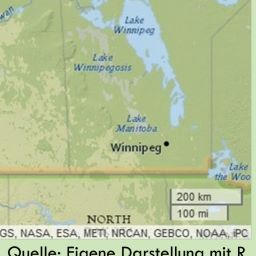 Lake
Winnipeg
Lake
Winnipegosis
Lake
Manitoba
Winnipeg
Lake
the Woo
200 km
100 mi
NORTH
GS, NASA, ESA, METI, NRCAN, GEBCO, NOAA, iPC
Quelle: Eigene Darstellung mit R